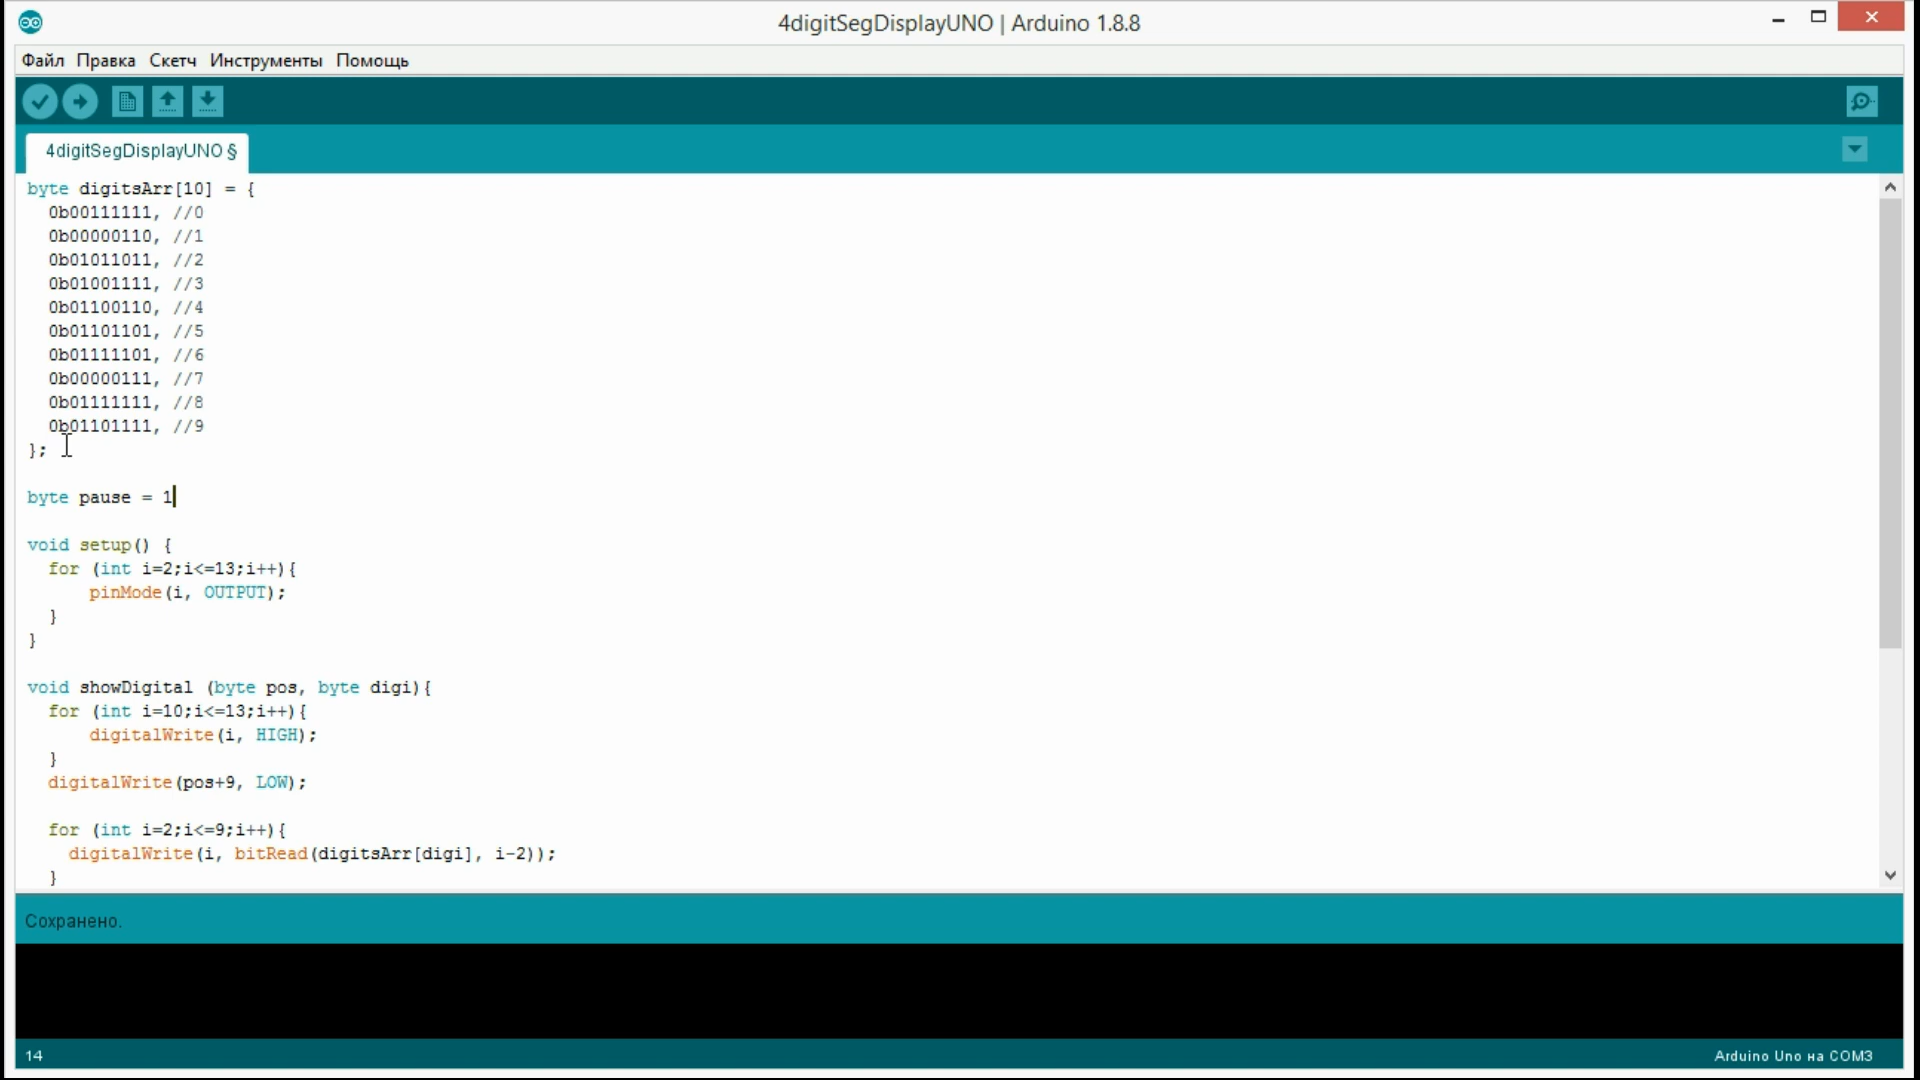 4digitSegDisplayUNO | Arduino 1.8.8
Файл Правка Скетч Инструменты Помощь
4digitSegDisplayUNO §
byte digitsArr[10] = {
  0b00111111, //0
  0b00000110, //1
  0b01011011, //2
  0b01001111, //3
  0b01100110, //4
  0b01101101, //5
  0b01111101, //6
  0b00000111, //7
  0b01111111, //8
  0b01101111, //9
};
byte pause = 1
void setup() {
  for (int i=2;i<=13;i++){
      pinMode(i, OUTPUT);
  }
}
void showDigital (byte pos, byte digi){
  for (int i=10;i<=13;i++){
      digitalWrite(i, HIGH);
  }
  digitalWrite(pos+9, LOW);
  for (int i=2;i<=9;i++){
    digitalWrite(i, bitRead(digitsArr[digi], i-2));
  }
Сохранено.
14
Arduino Uno на COM3